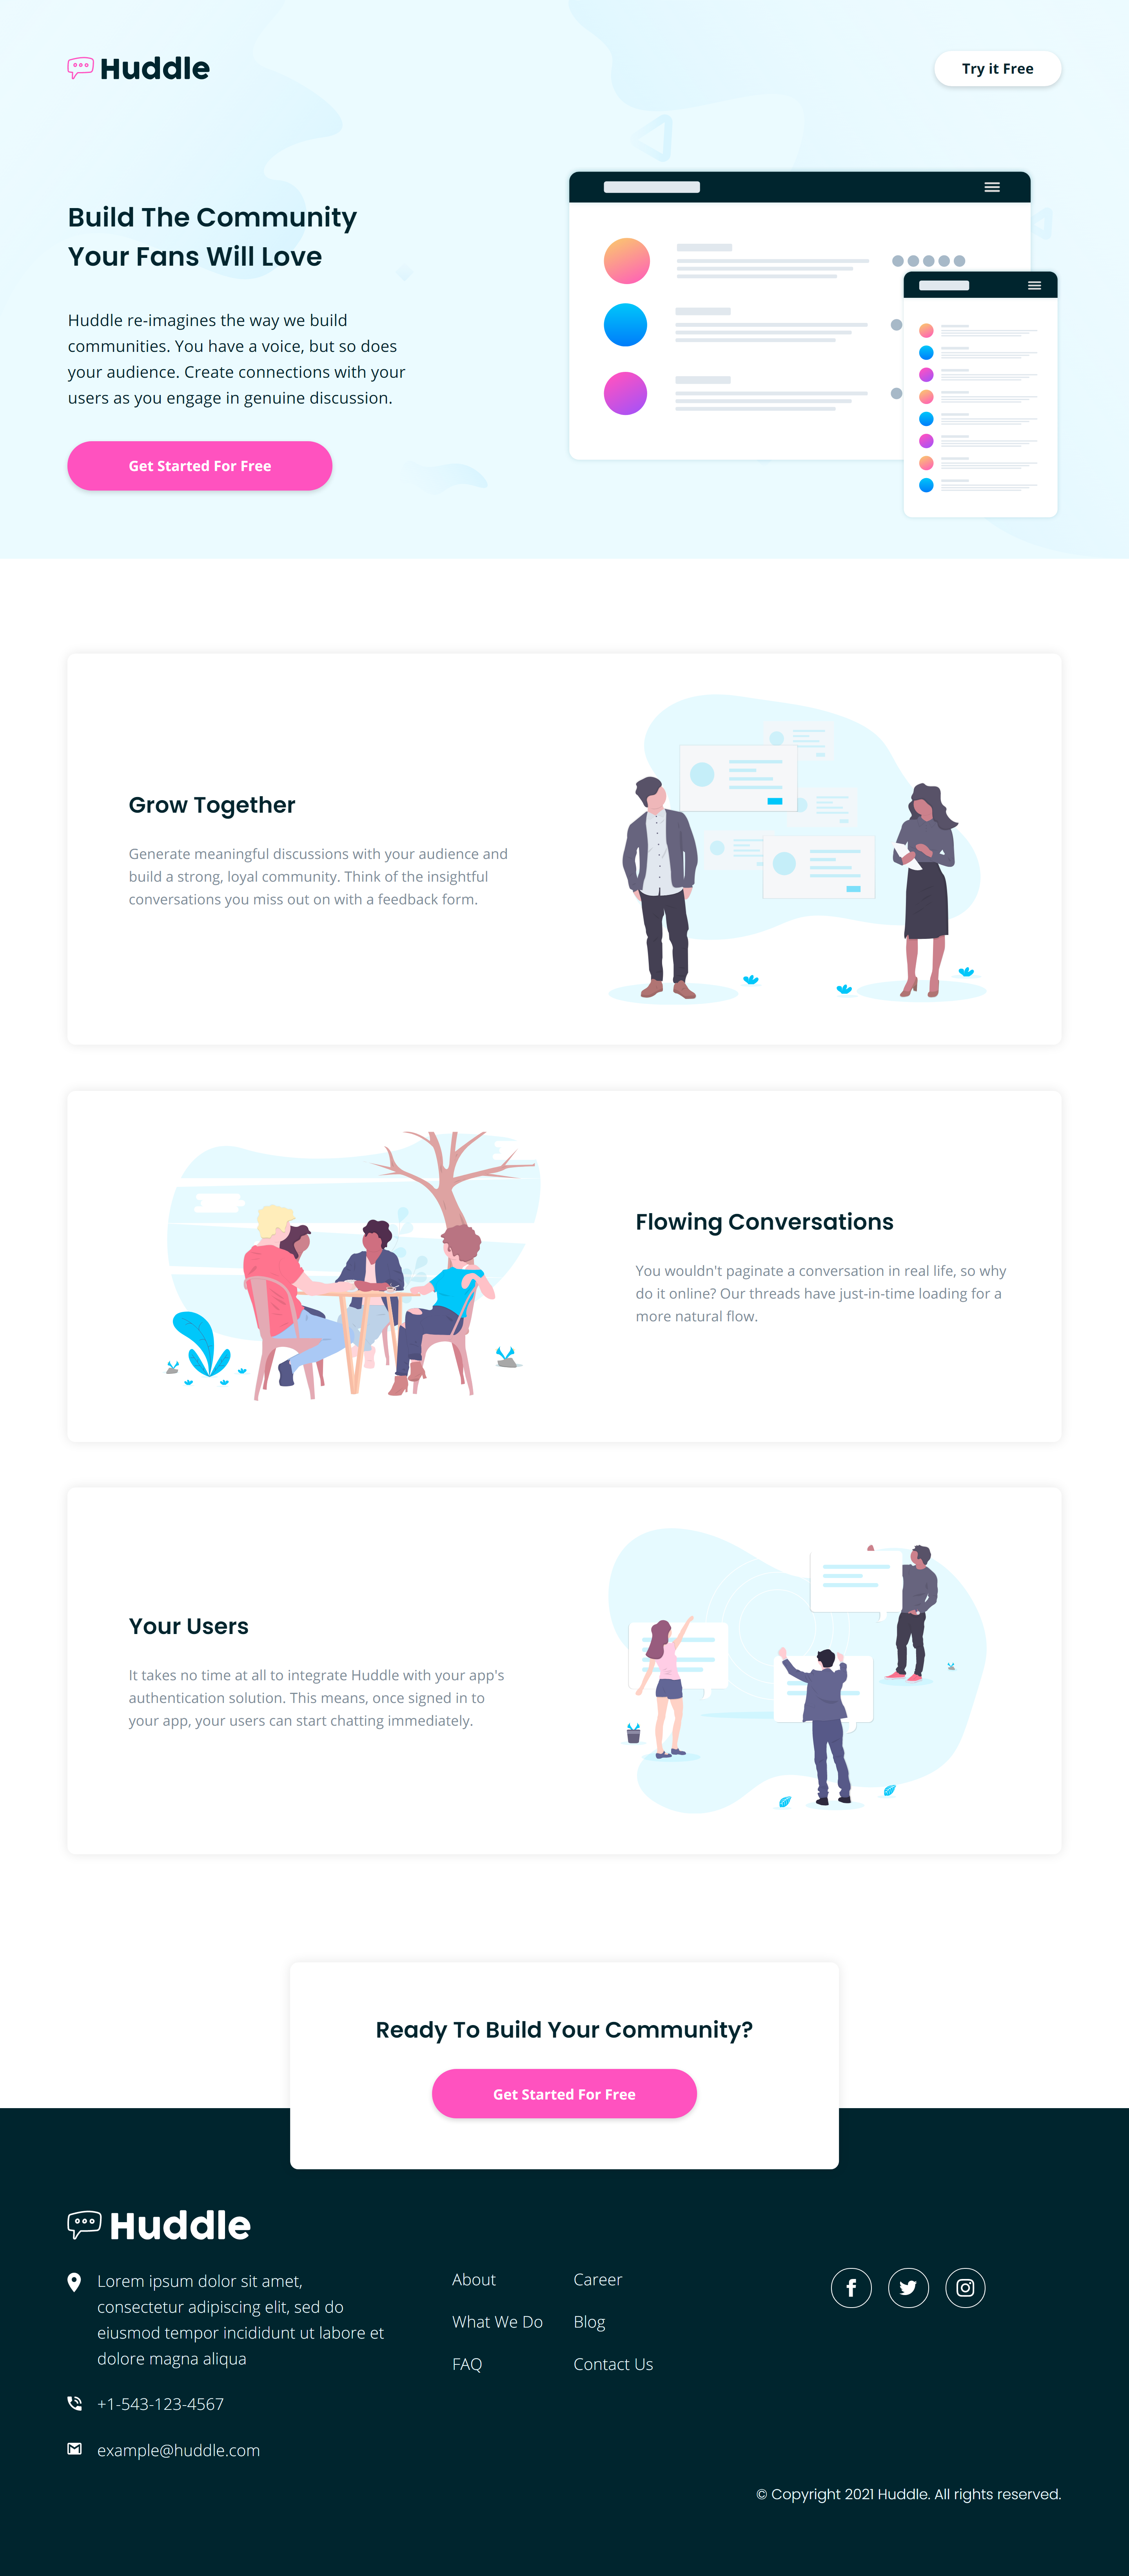 Huddle
Try it Free
Build The Community
Your Fans Will Love
Huddle re-imagines the way we build
communities. You have a voice, but so does
your audience. Create connections with your
users as you engage in genuine discussion.
Get Started For Free
Grow Together
Generate meaningful discussions with your audience and
build a strong, loyal community. Think of the insightful
conversations you miss out on with a feedback form.
Flowing Conversations
You wouldn't paginate a conversation in real life, so why
do it online? Our threads have just-in-time loading for a
more natural flow.
Your Users
It takes no time at all to integrate Huddle with your app's
authentication solution. This means, once signed in to
your app, your users can start chatting immediately.
Ready To Build Your Community?
Get Started For Free
Huddle
Lorem ipsum dolor sit amet,
consectetur adipiscing elit, sed do
eiusmod tempor incididunt ut labore et
dolore magna aliqua
+1-543-123-4567
example@huddle.com
About
What We Do
FAQ
Career
Blog
Contact Us
© Copyright 2021 Huddle. All rights reserved.